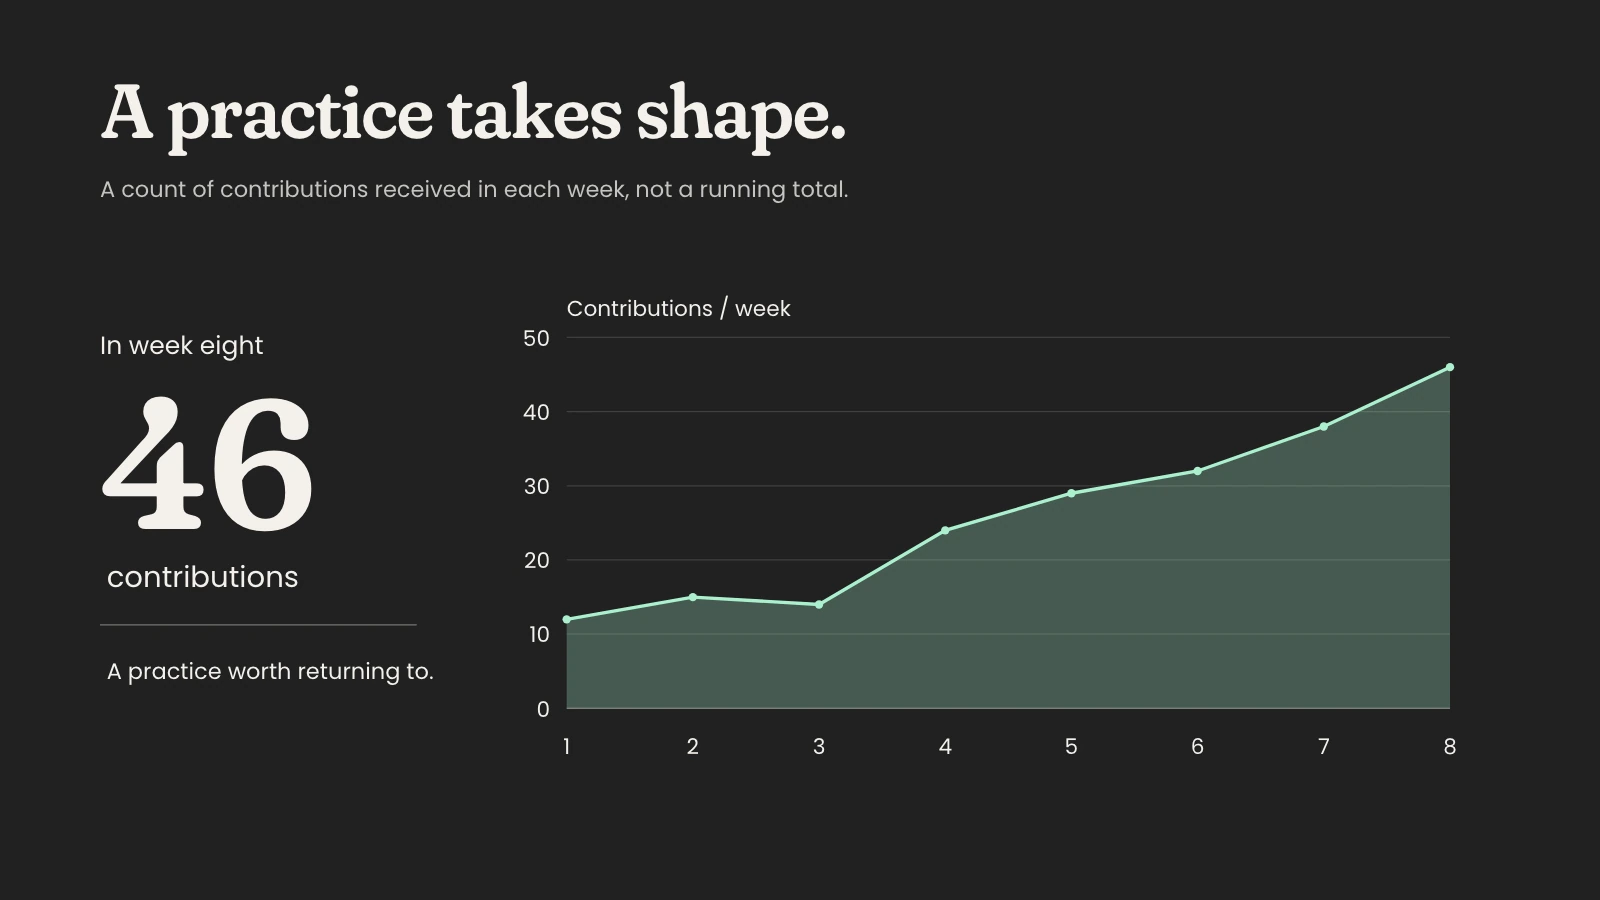 A practice takes shape.
A count of contributions received in each week, not a running total.
In week eight
46
contributions
A practice worth returning to.
Contributions / week
50
40
30
20
10
0
1 2 3 4 5 6 7 8